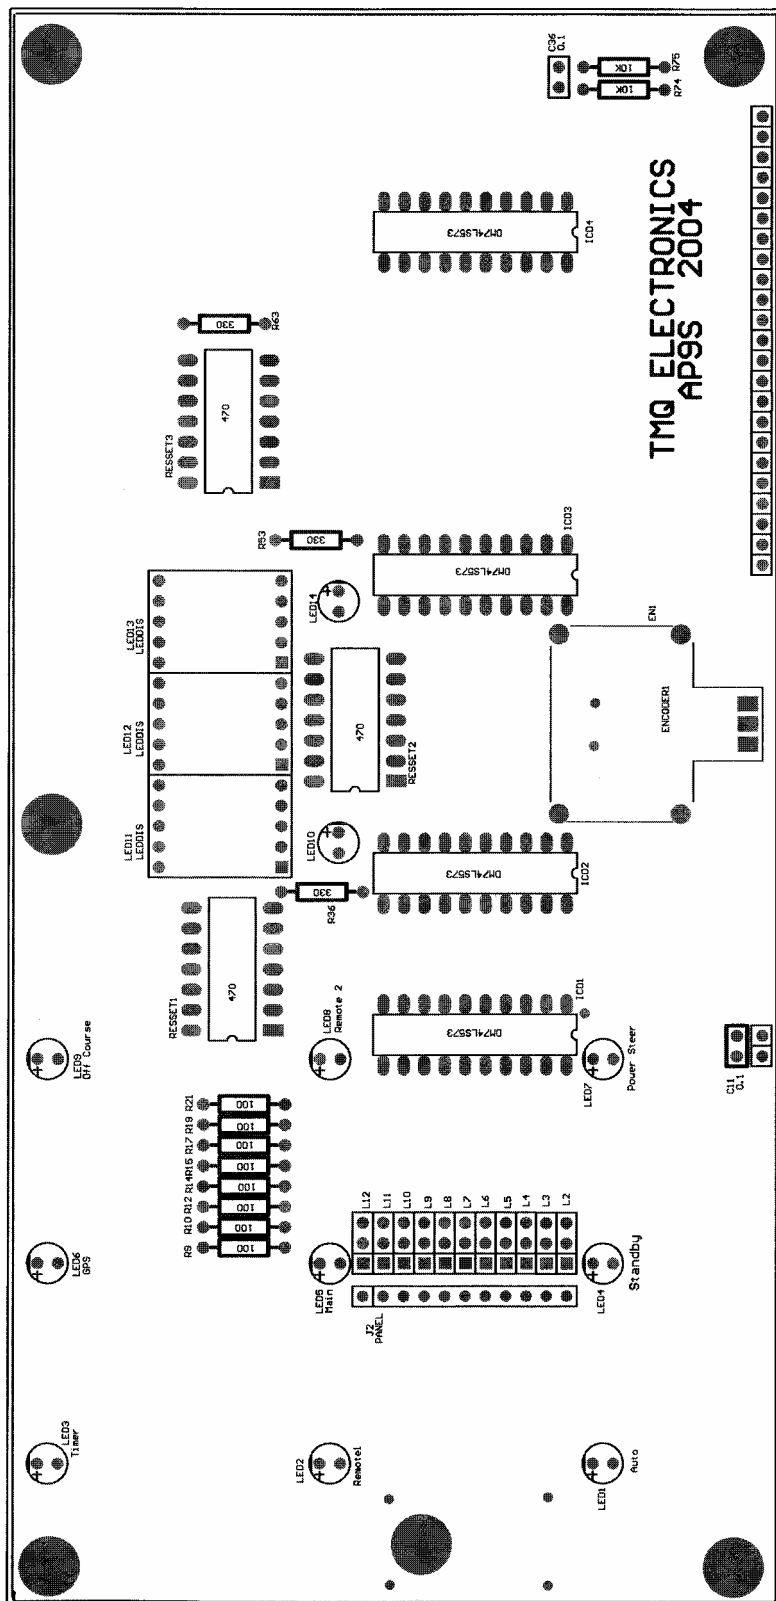 C36
0.1
10K
R75
10K
R74
DM74LS573
IC04
TMQ ELECTRONICS
AP9S 2004
330
R63
RESSET3
470
R53
330
DM74LS573
IC03
LED13
LEDDIS
LED12
LEDDIS
LED11
LEDDIS
LED14
470
RESSET2
LED10
EN1
ENCODER1
DM74LS573
IC02
330
R36
RESSET1
470
LED9
Off Course
LED8
Remote 2
DM74LS573
IC01
LED7
Power Steer
C11
0.1
R21
100
R19
100
R17
100
R15
100
R14
100
R12
100
R10
100
R9
100
L12
L11
L10
L9
L8
L7
L6
L5
L4
L3
L2
LED6
GPS
LED5
Main
J2
PANEL
LED4
Standby
LED3
Timer
LED2
Remote1
LED1
Auto